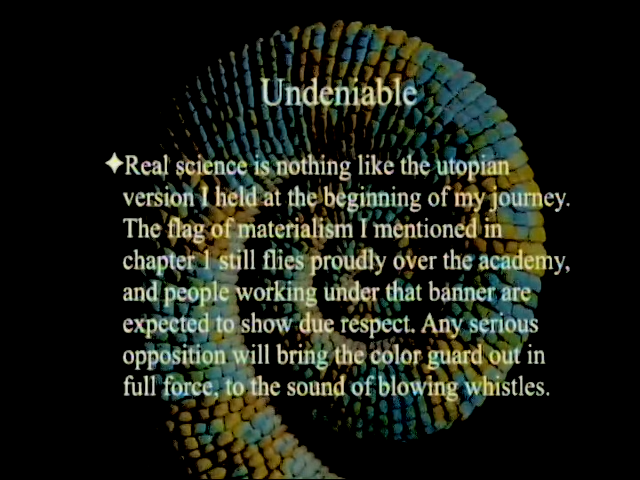 Undeniable
✦Real science is nothing like the utopian
version I held at the beginning of my journey.
The flag of materialism I mentioned in
chapter 1 still flies proudly over the academy,
and people working under that banner are
expected to show due respect. Any serious
opposition will bring the color guard out in
full force, to the sound of blowing whistles.